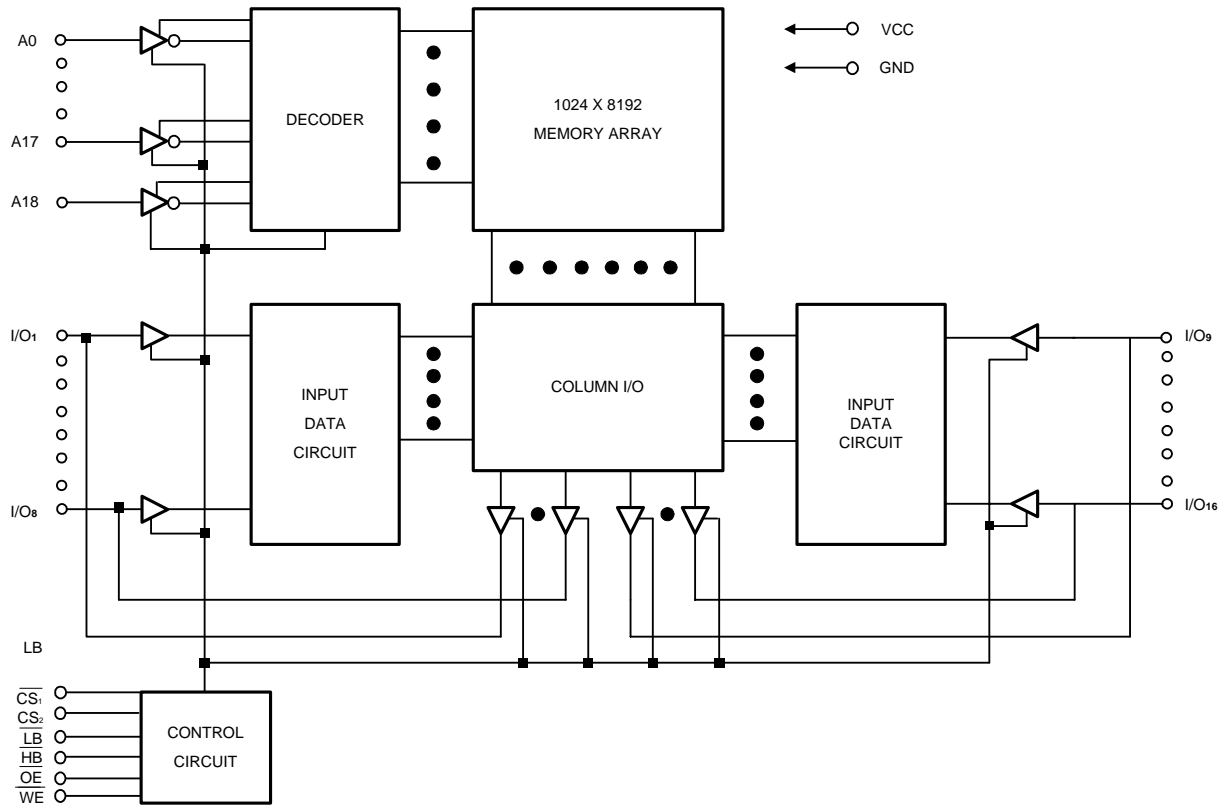 A0
A17
A18
DECODER
1024 X 8192
MEMORY ARRAY
VCC
GND
I/O1
I/O8
INPUT
DATA
CIRCUIT
COLUMN I/O
INPUT
DATA
CIRCUIT
I/O9
I/O16
LB
CS1
CS2
LB
HB
OE
WE
CONTROL
CIRCUIT